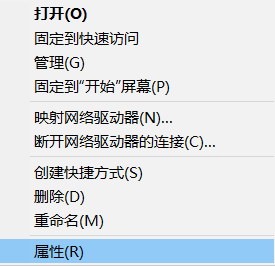 打开(O)
固定到快速访问
管理(G)
固定到“开始”屏幕(P)
映射网络驱动器(N)...
断开网络驱动器的连接(C)...
创建快捷方式(S)
删除(D)
重命名(M)
属性(R)